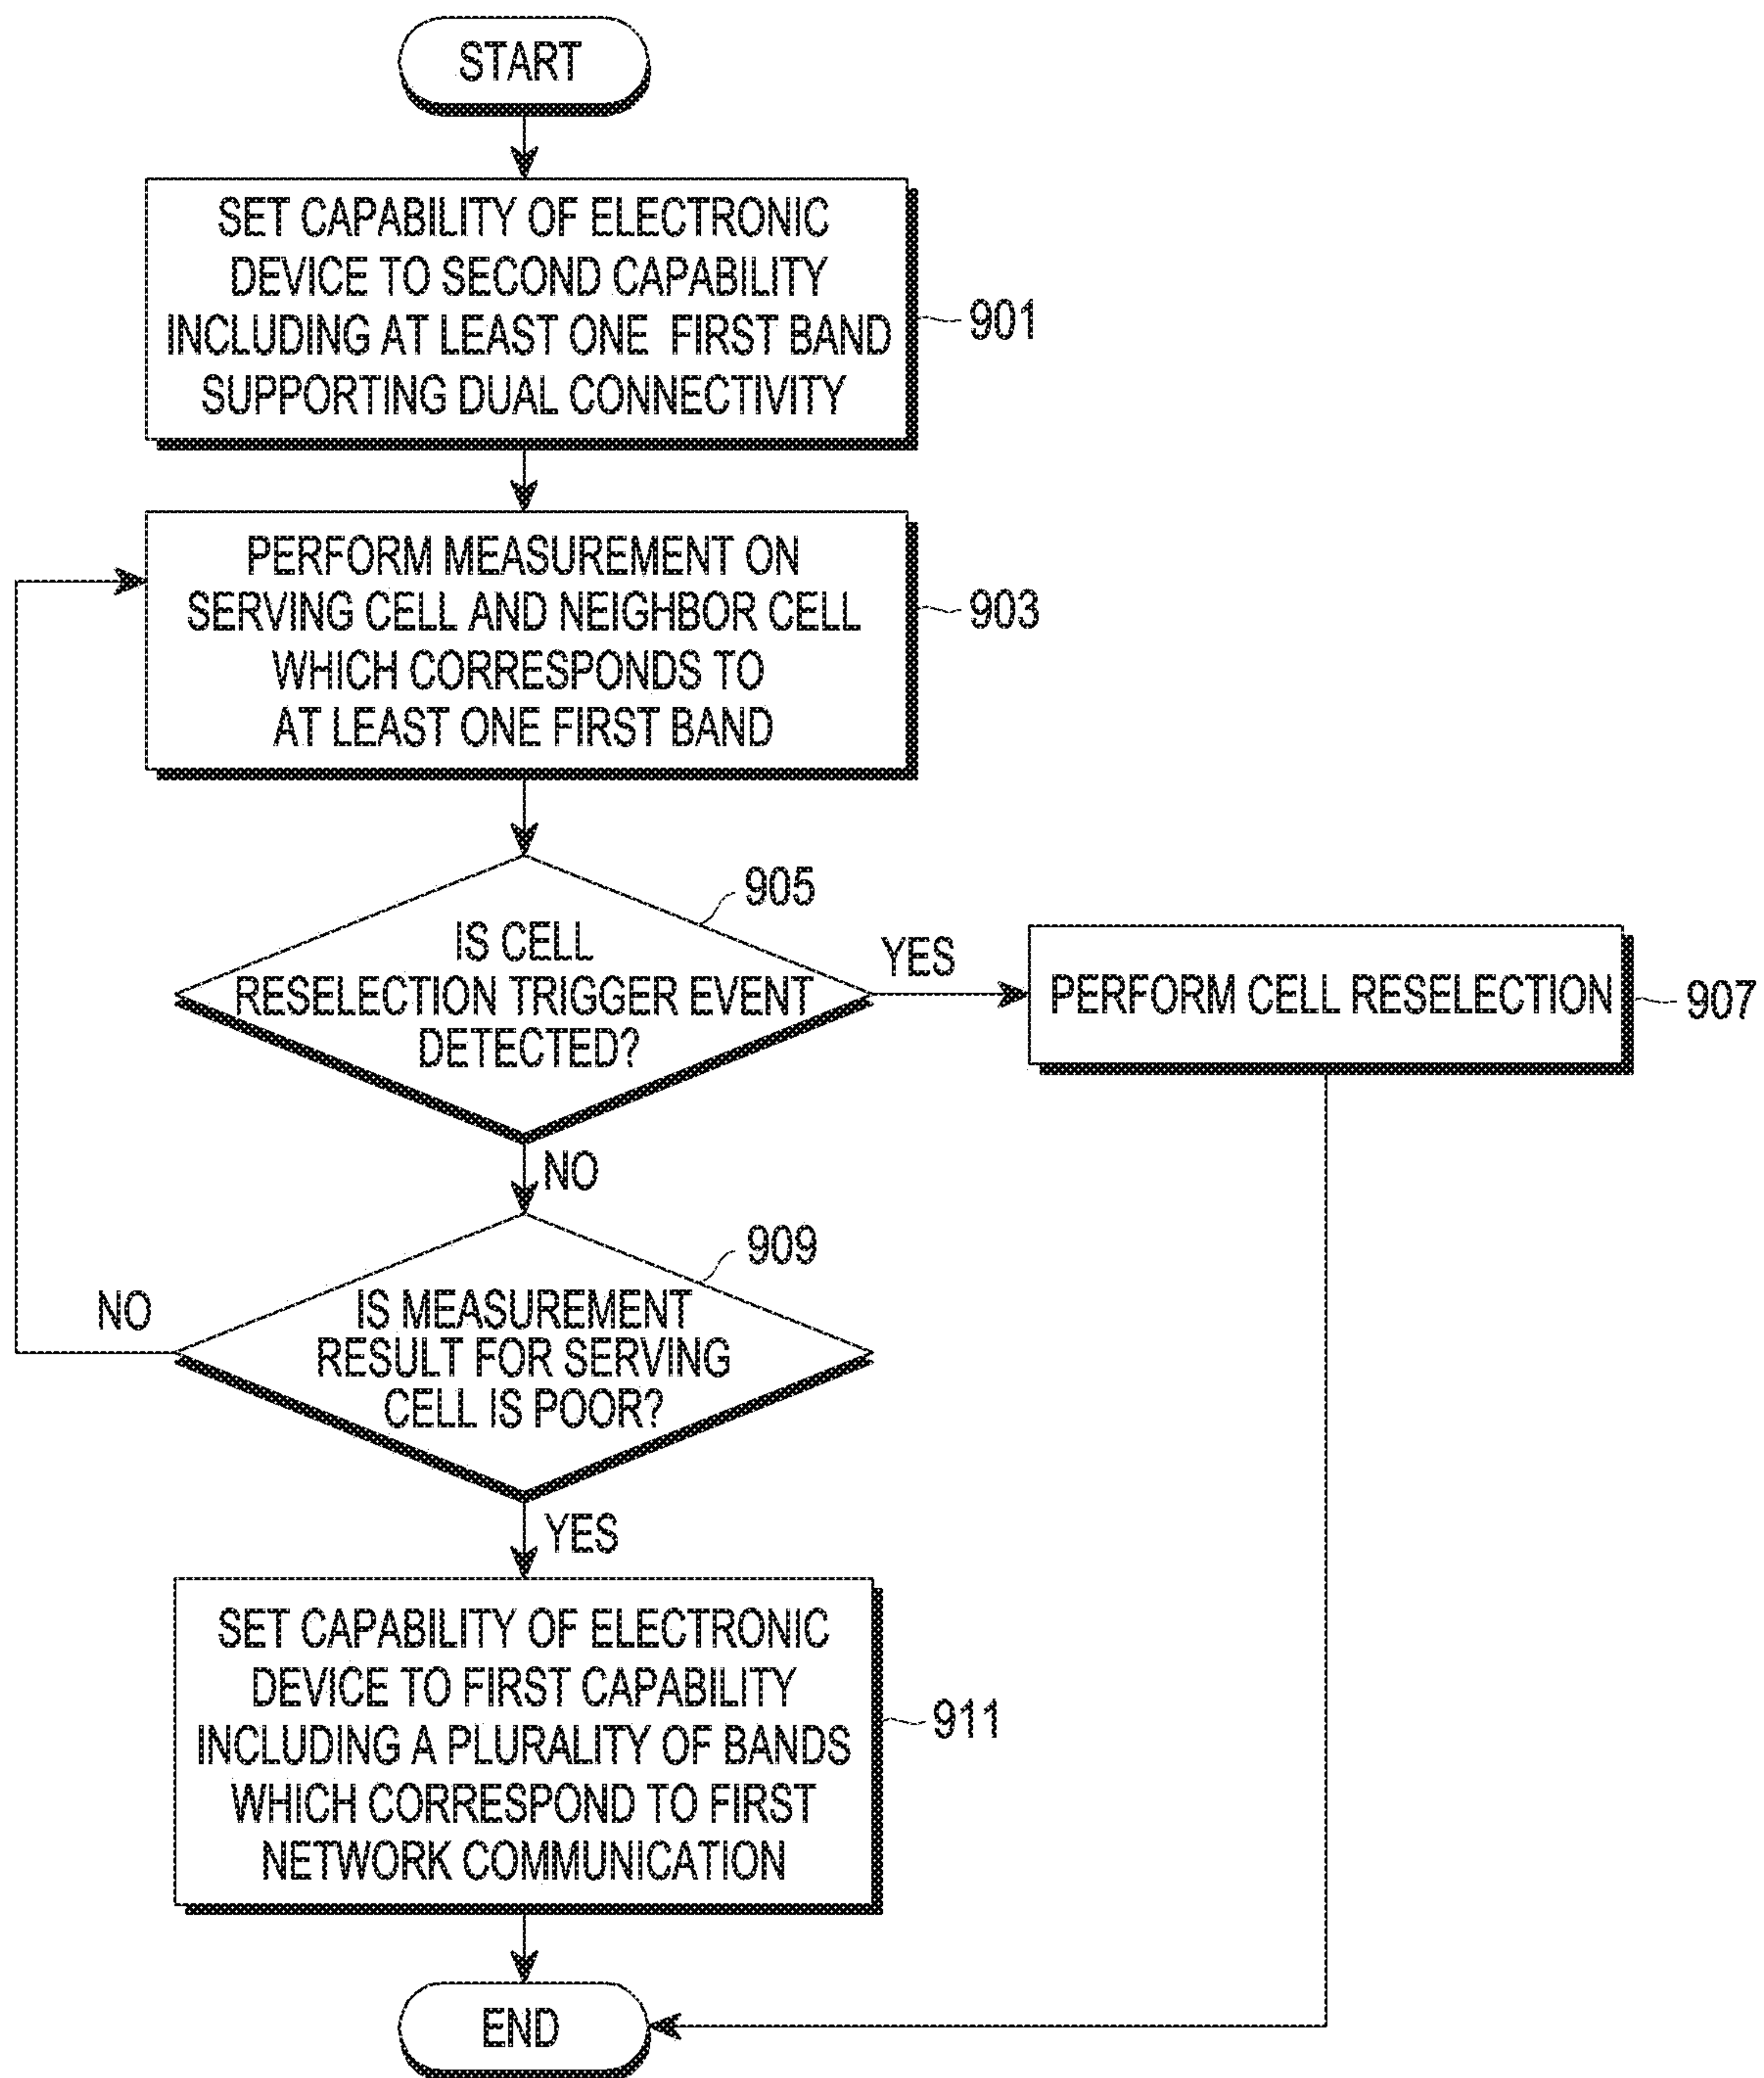 START
SET CAPABILITY OF ELECTRONIC
DEVICE TO SECOND CAPABILITY
INCLUDING AT LEAST ONE FIRST BAND
SUPPORTING DUAL CONNECTIVITY
901
PERFORM MEASUREMENT ON
SERVING CELL AND NEIGHBOR CELL
WHICH CORRESPONDS TO
AT LEAST ONE FIRST BAND
903
905
IS CELL
RESELECTION TRIGGER EVENT
DETECTED?
YES
PERFORM CELL RESELECTION
907
NO
909
IS MEASUREMENT
RESULT FOR SERVING
CELL IS POOR?
NO
YES
SET CAPABILITY OF ELECTRONIC
DEVICE TO FIRST CAPABILITY
INCLUDING A PLURALITY OF BANDS
WHICH CORRESPOND TO FIRST
NETWORK COMMUNICATION
911
END